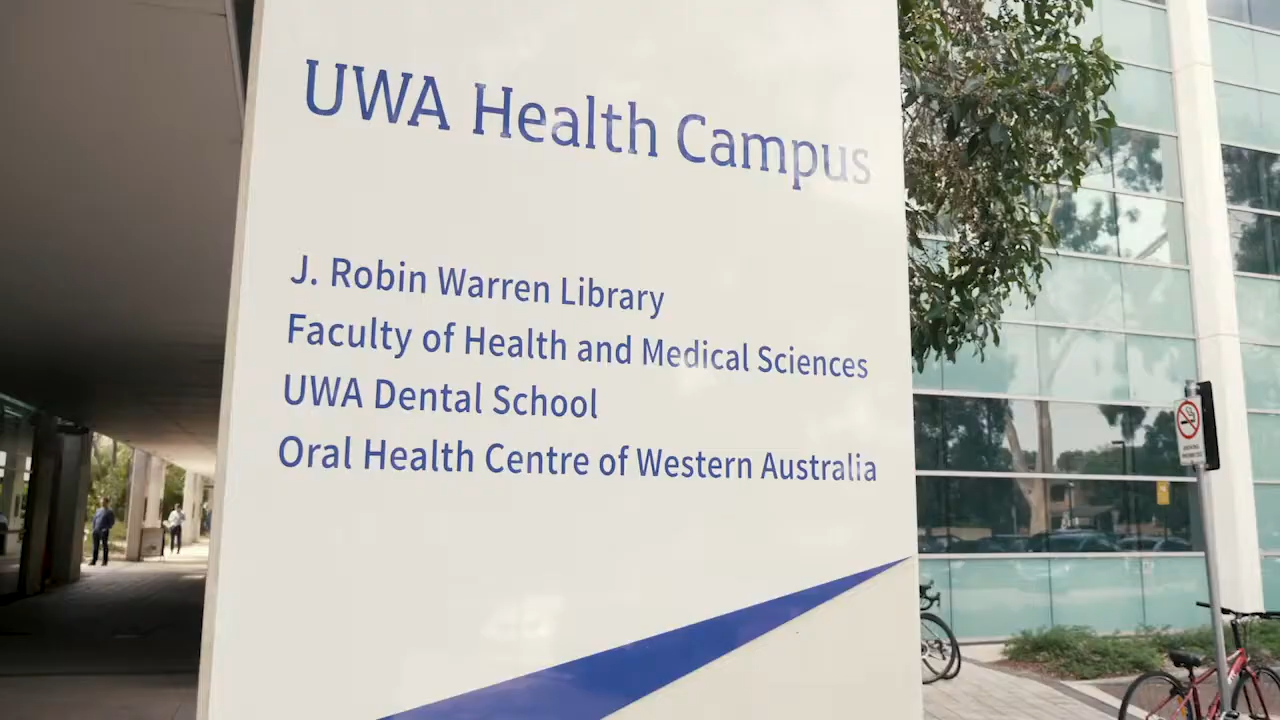 UWA Health Campus
J. Robin Warren Library
Faculty of Health and Medical Sciences
UWA Dental School
Oral Health Centre of Western Australia